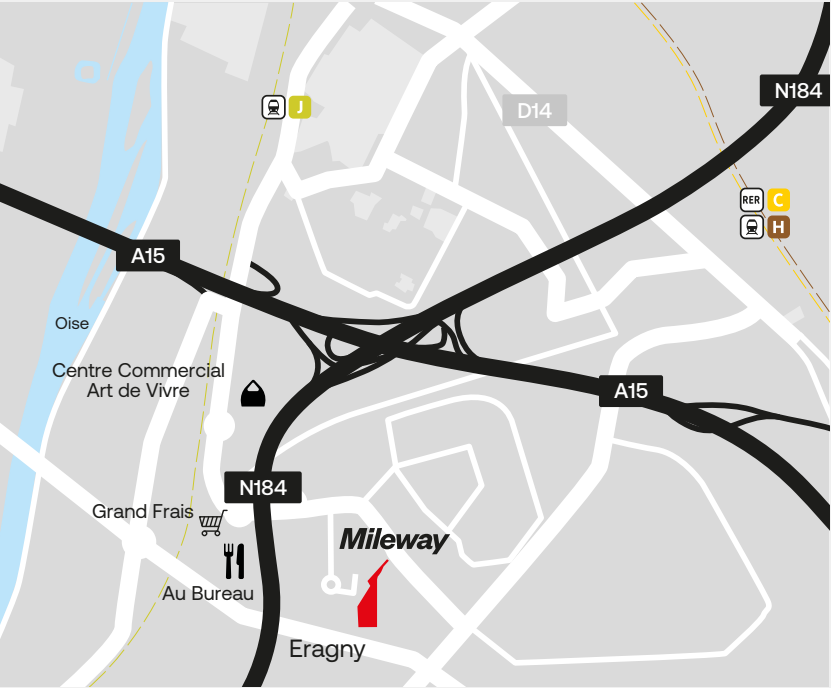 N184
J
D14
RER C
H
A15
Oise
Centre Commercial
Art de Vivre
A15
N184
Grand Frais
Mileway
Au Bureau
Eragny